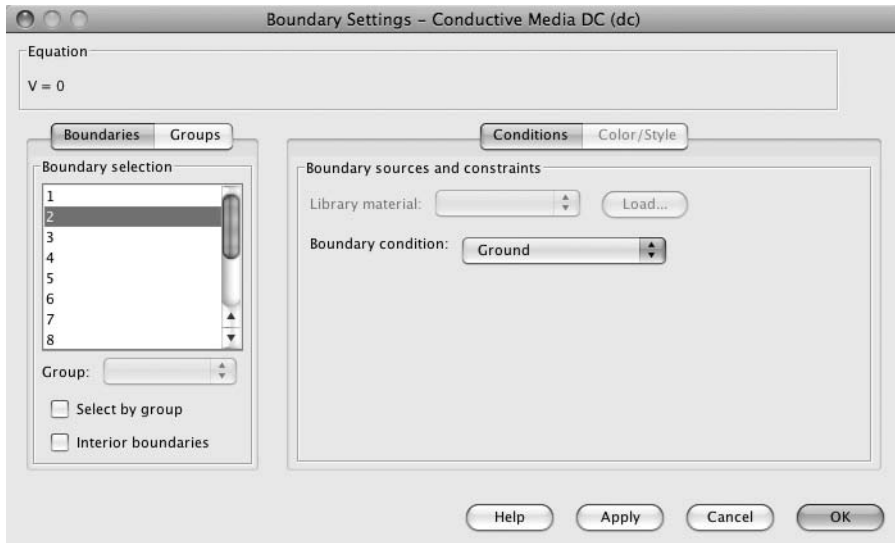 Boundary Settings – Conductive Media DC (dc)
Equation
V = 0
Boundaries Groups
Boundary selection
1
2
3
4
5
6
7
8
Group:
Select by group
Interior boundaries
Conditions Color/Style
Boundary sources and constraints
Library material: Load...
Boundary condition: Ground
Help Apply Cancel OK